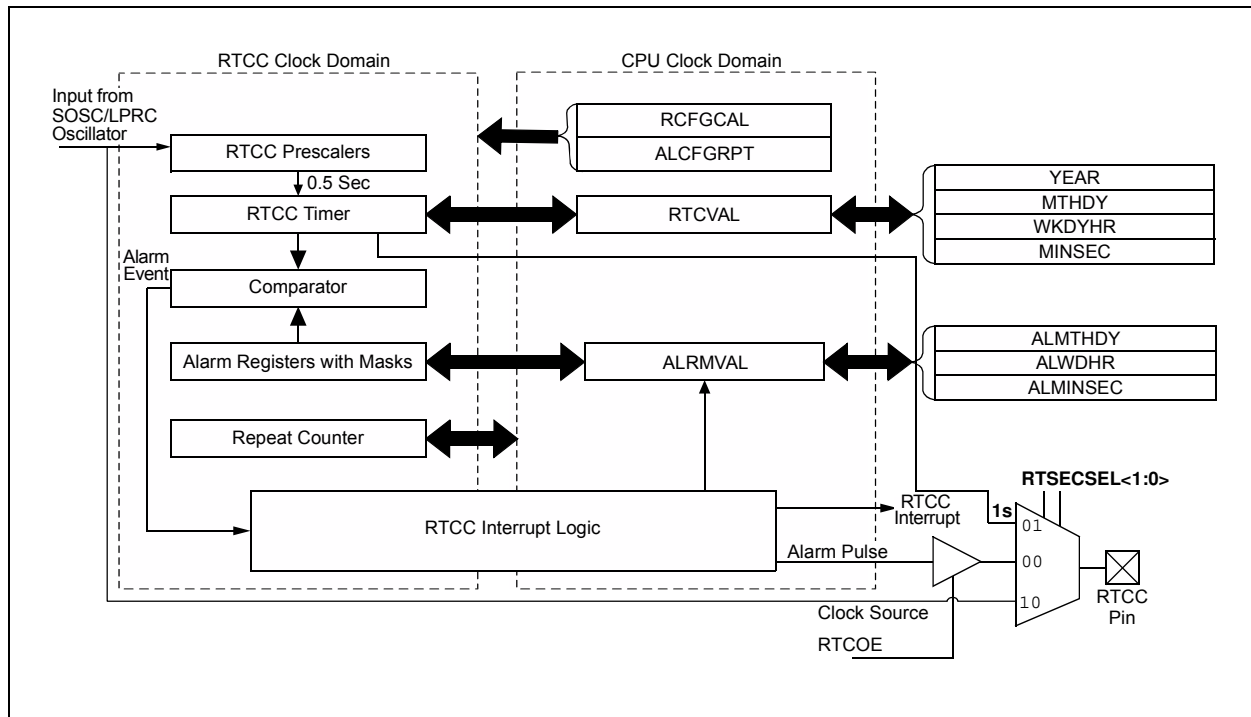 RTCC Clock Domain
CPU Clock Domain
Input from
SOSC/LPRC
Oscillator
RCFGCAL
ALCFGRPT
RTCC Prescalers
0.5 Sec
RTCC Timer
RTCVAL
YEAR
MTHDY
WKDYHR
MINSEC
Alarm
Event
Comparator
Alarm Registers with Masks
ALRMVAL
ALMTHDY
ALWDHR
ALMINSEC
Repeat Counter
RTSECSEL<1:0>
RTCC Interrupt Logic
RTCC
Interrupt
1s
01
Alarm Pulse
00
10
Clock Source
RTCC
Pin
RTCOE